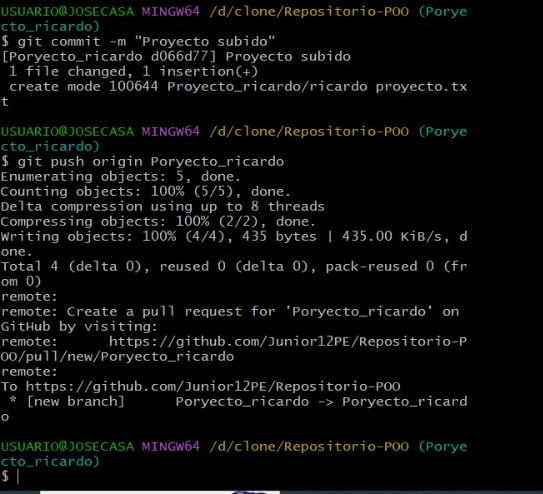 USUARIO@JOSECASA MINGW64 /d/clone/Repositorio-POO (Porye
cto_ricardo)
$ git commit -m "Proyecto subido"
[Poryecto_ricardo d066d77] Proyecto subido
 1 file changed, 1 insertion(+)
 create mode 100644 Proyecto_ricardo/ricardo proyecto.tx
t
USUARIO@JOSECASA MINGW64 /d/clone/Repositorio-POO (Porye
cto_ricardo)
$ git push origin Poryecto_ricardo
Enumerating objects: 5, done.
Counting objects: 100% (5/5), done.
Delta compression using up to 8 threads
Compressing objects: 100% (2/2), done.
Writing objects: 100% (4/4), 435 bytes | 435.00 KiB/s, d
one.
Total 4 (delta 0), reused 0 (delta 0), pack-reused 0 (fr
om 0)
remote:
remote: Create a pull request for 'Poryecto_ricardo' on
GitHub by visiting:
remote:      https://github.com/Junior12PE/Repositorio-P
OO/pull/new/Poryecto_ricardo
remote:
To https://github.com/Junior12PE/Repositorio-POO
 * [new branch]      Poryecto_ricardo -> Poryecto_ricard
o
USUARIO@JOSECASA MINGW64 /d/clone/Repositorio-POO (Porye
cto_ricardo)
$